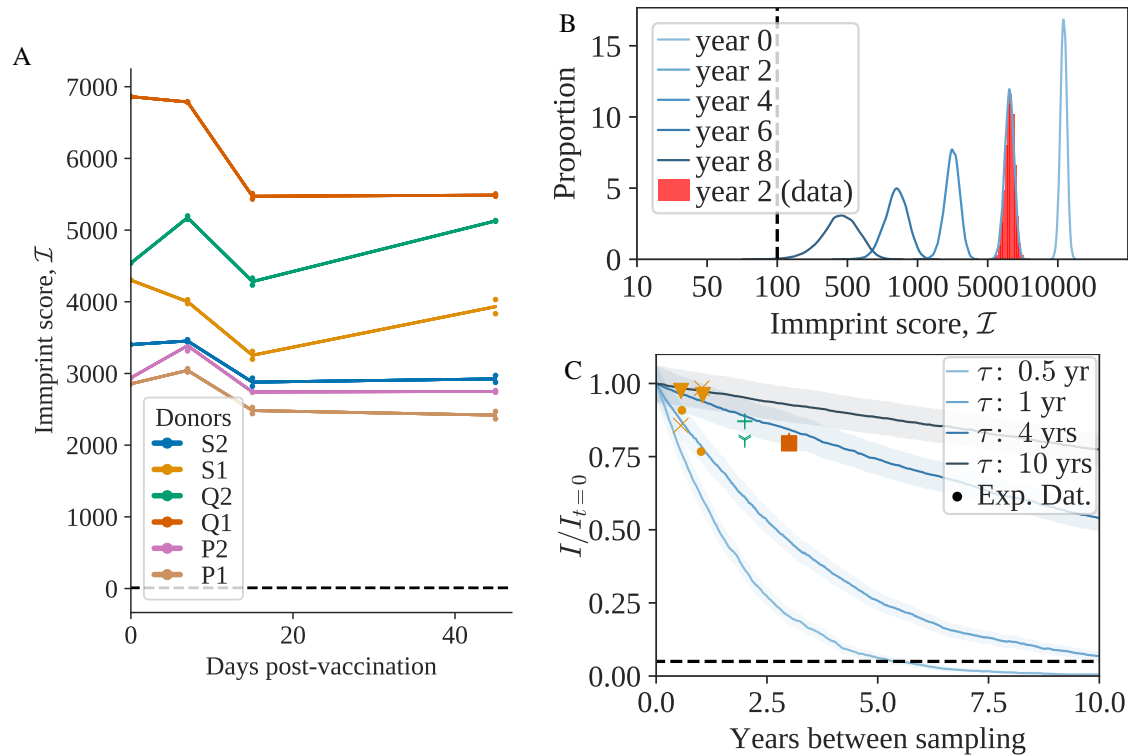 A
Immprint score, ℐ
7000
6000
5000
4000
3000
2000
1000
0
0
20
40
Days post-vaccination
Donors
S2
S1
Q2
Q1
P2
P1
B
Proportion
15
10
5
0
year 0
year 2
year 4
year 6
year 8
year 2 (data)
10
50
100
500
1000
5000
10000
Immprint score, ℐ
C
I/I_{t=0}
1.00
0.75
0.50
0.25
0.00
τ: 0.5 yr
τ: 1 yr
τ: 4 yrs
τ: 10 yrs
Exp. Dat.
0.0
2.5
5.0
7.5
10.0
Years between sampling